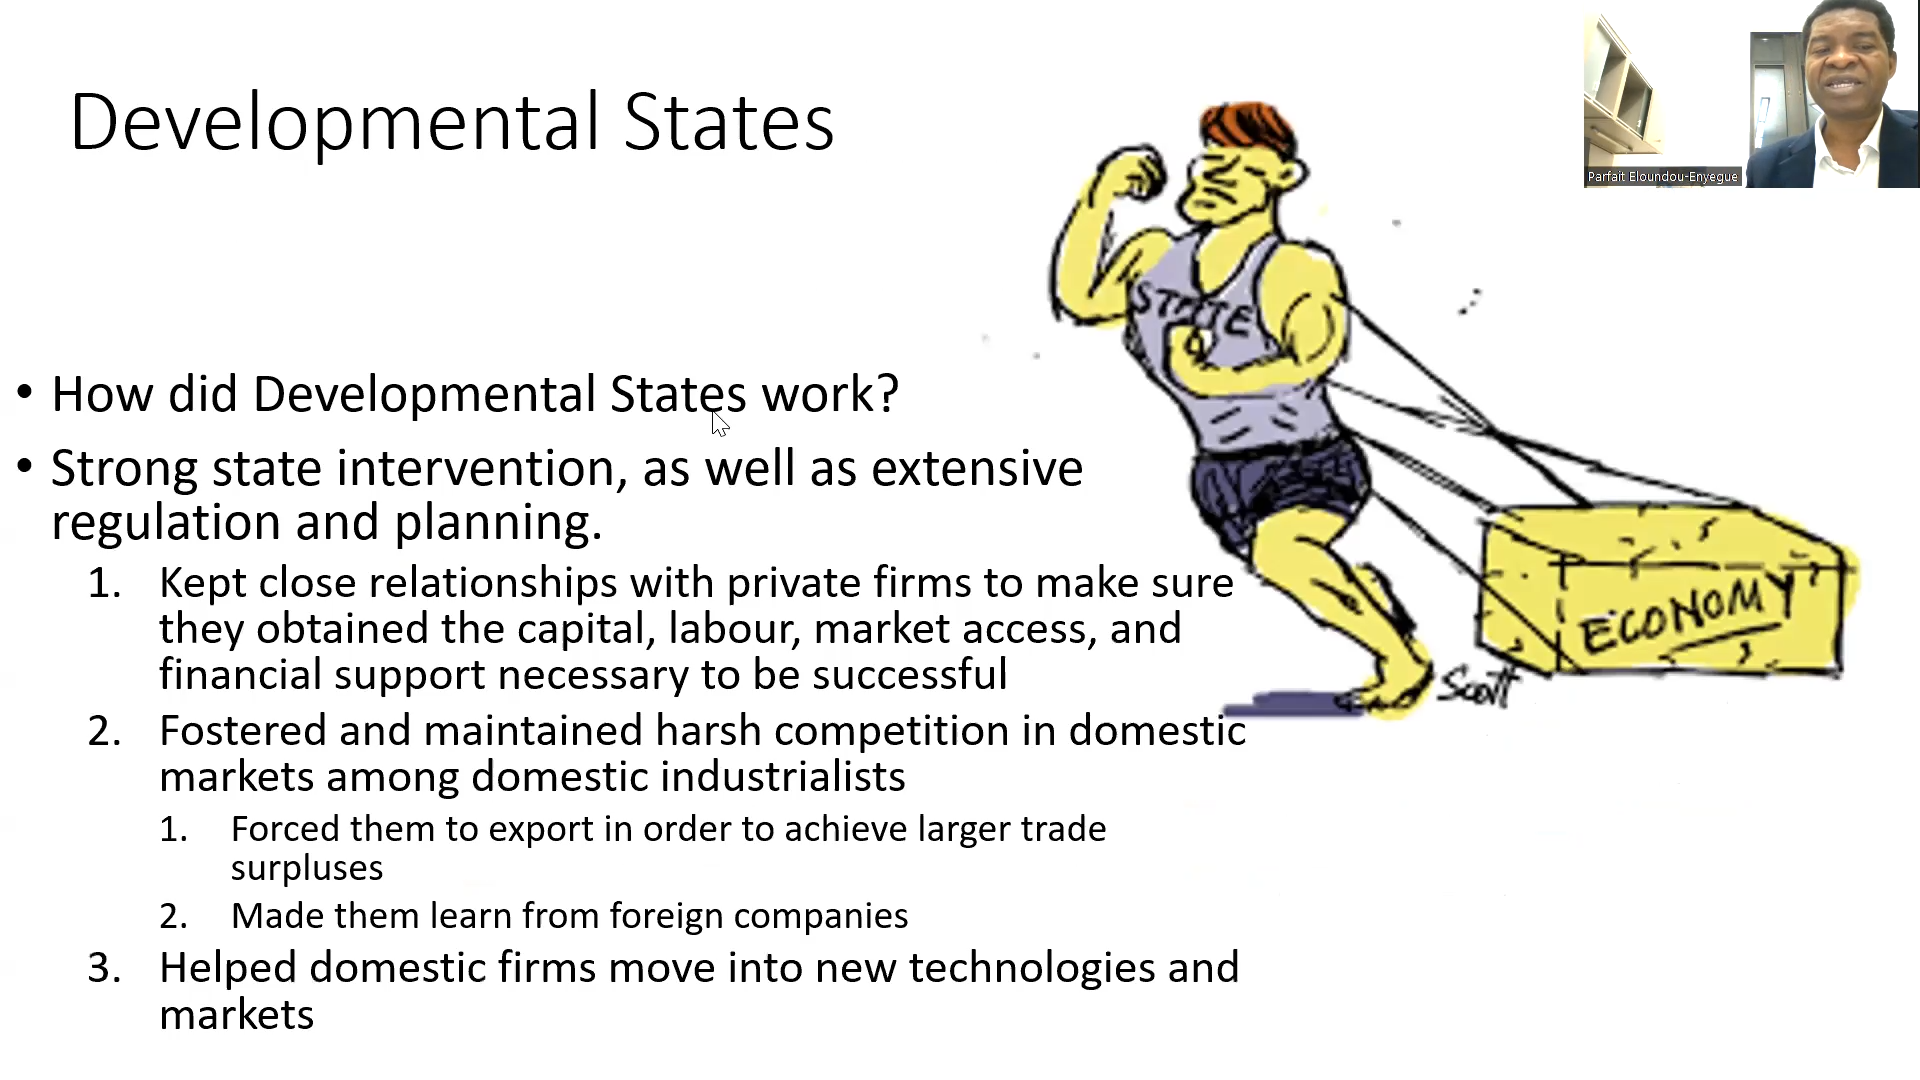 Developmental States
Parfait Eloundou-Enyegue
STATE
• How did Developmental States work?
• Strong state intervention, as well as extensive
regulation and planning.
1. Kept close relationships with private firms to make sure
they obtained the capital, labour, market access, and
financial support necessary to be successful
ECONOMY
Scott
2. Fostered and maintained harsh competition in domestic
markets among domestic industrialists
1. Forced them to export in order to achieve larger trade
surpluses
2. Made them learn from foreign companies
3. Helped domestic firms move into new technologies and
markets